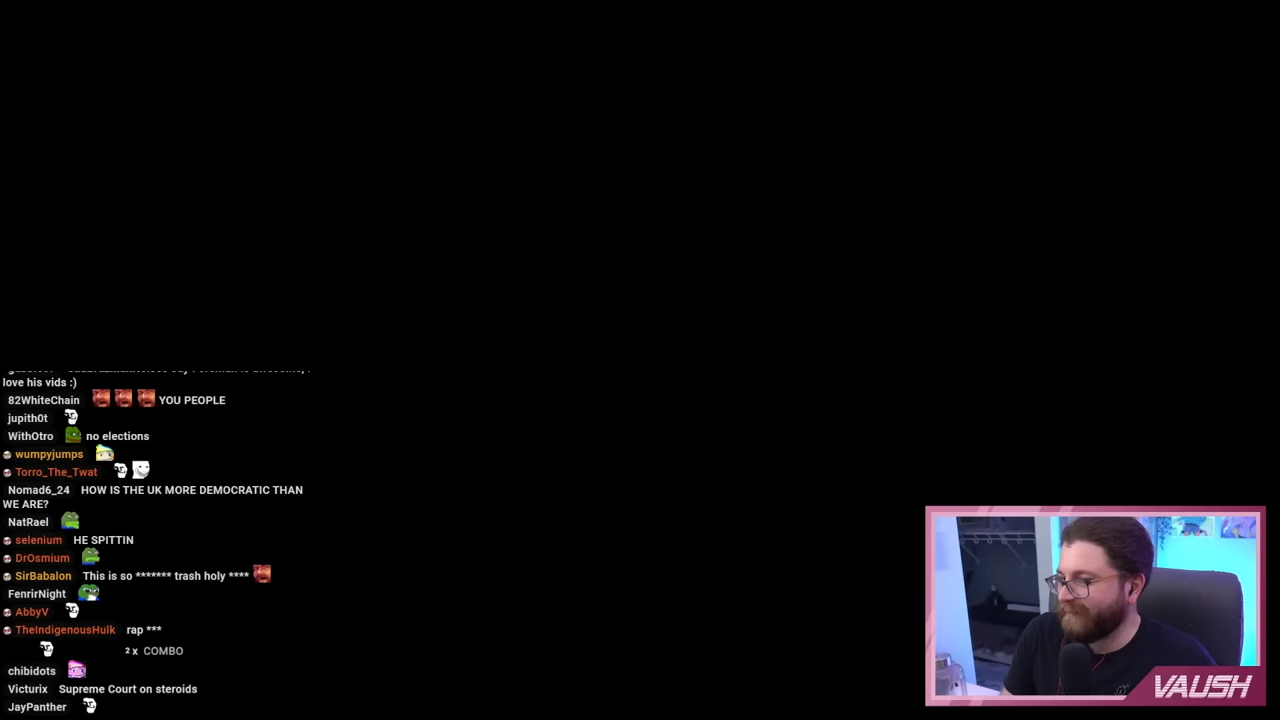 love his vids :)
82WhiteChain YOU PEOPLE
jupith0t
WithOtro no elections
wumpyjumps
Torro_The_Twat
Nomad6_24 HOW IS THE UK MORE DEMOCRATIC THAN
WE ARE?
NatRael
selenium HE SPITTIN
DrOsmium
SirBabalon This is so ******* trash holy ****
FenrirNight
AbbyV
TheIndigenousHulk rap ***
2 x COMBO
chibidots
Victurix Supreme Court on steroids
JayPanther
VAUSH